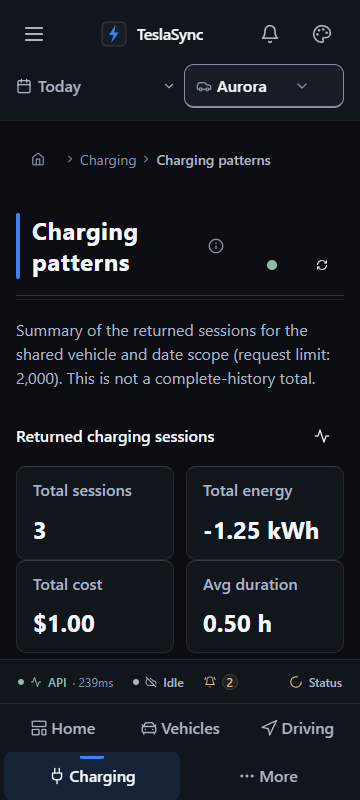 TeslaSync
Today
Aurora
Charging
Charging patterns
Charging
patterns
Summary of the returned sessions for the
shared vehicle and date scope (request limit:
2,000). This is not a complete-history total.
Returned charging sessions
Total sessions
3
Total energy
-1.25 kWh
Total cost
$1.00
Avg duration
0.50 h
API · 239ms
Idle
2
Status
Home
Vehicles
Driving
Charging
More